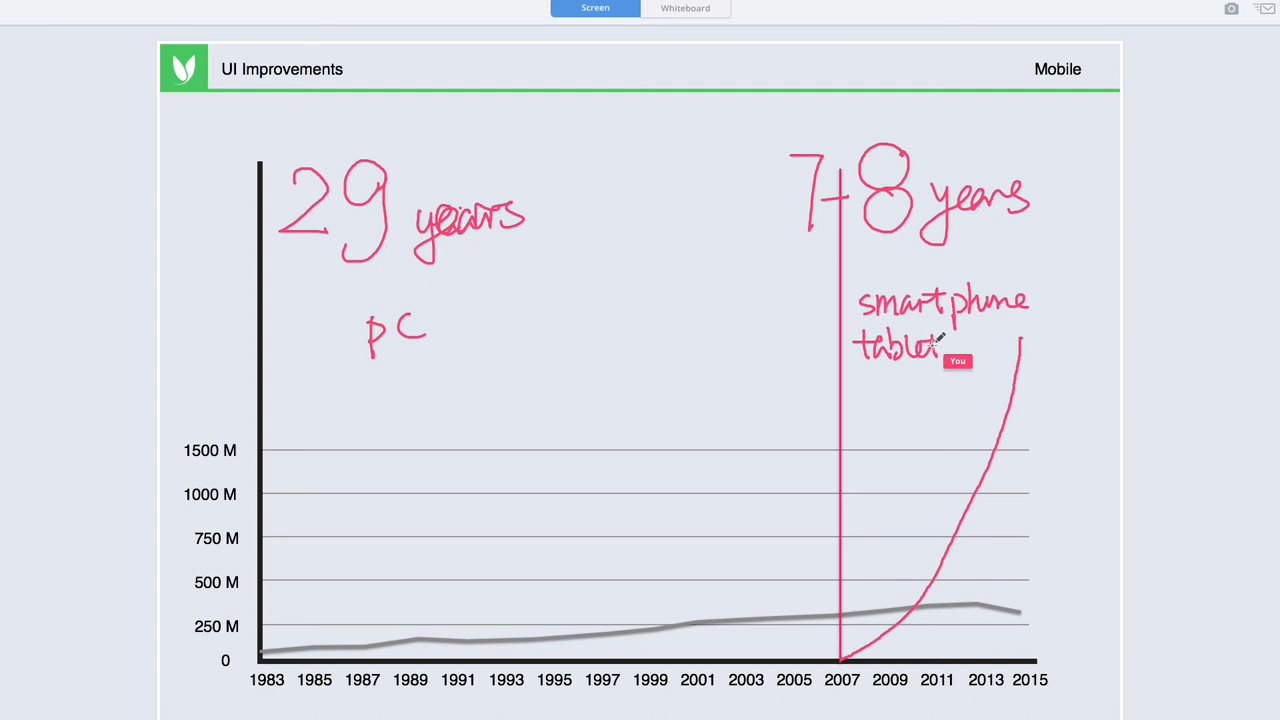 Screen
Whiteboard
UI Improvements
Mobile
29 years
7-8 years
PC
smartphone
tablet
You
1500 M
1000 M
750 M
500 M
250 M
0
1983 1985 1987 1989 1991 1993 1995 1997 1999 2001 2003 2005 2007 2009 2011 2013 2015